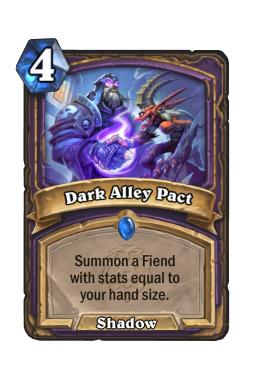 4
Dark Alley Pact
Summon a Fiend
with stats equal to
your hand size.
Shadow